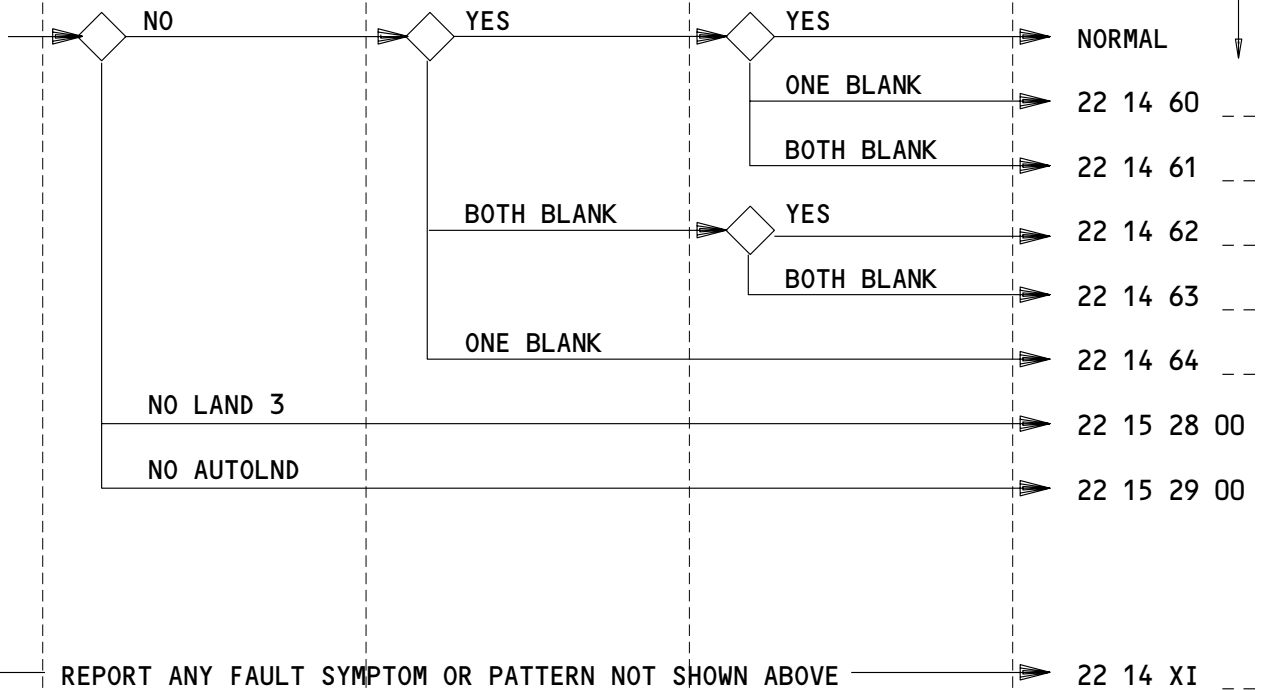 NO YES YES NORMAL
ONE BLANK 22 14 60 _ _
BOTH BLANK 22 14 61 _ _
BOTH BLANK YES 22 14 62 _ _
BOTH BLANK 22 14 63 _ _
ONE BLANK 22 14 64 _ _
NO LAND 3 22 15 28 00
NO AUTOLND 22 15 29 00
REPORT ANY FAULT SYMPTOM OR PATTERN NOT SHOWN ABOVE 22 14 XI _ _